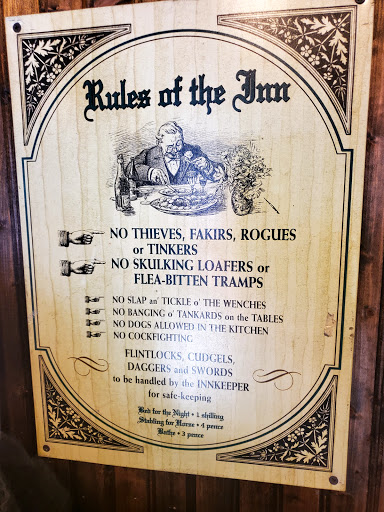 Rules of the Inn
NO THIEVES, FAKIRS, ROGUES
or TINKERS
NO SKULKING LOAFERS or
FLEA-BITTEN TRAMPS
NO SLAP an' TICKLE o' THE WENCHES
NO BANGING o' TANKARDS on the TABLES
NO DOGS ALLOWED IN THE KITCHEN
NO COCKFIGHTING
FLINTLOCKS, CUDGELS,
DAGGERS and SWORDS
to be handled by the INNKEEPER
for safe-keeping
Bed for the Night • 1 shilling
Stabling for Horse • 4 pence
Bathe • 3 pence